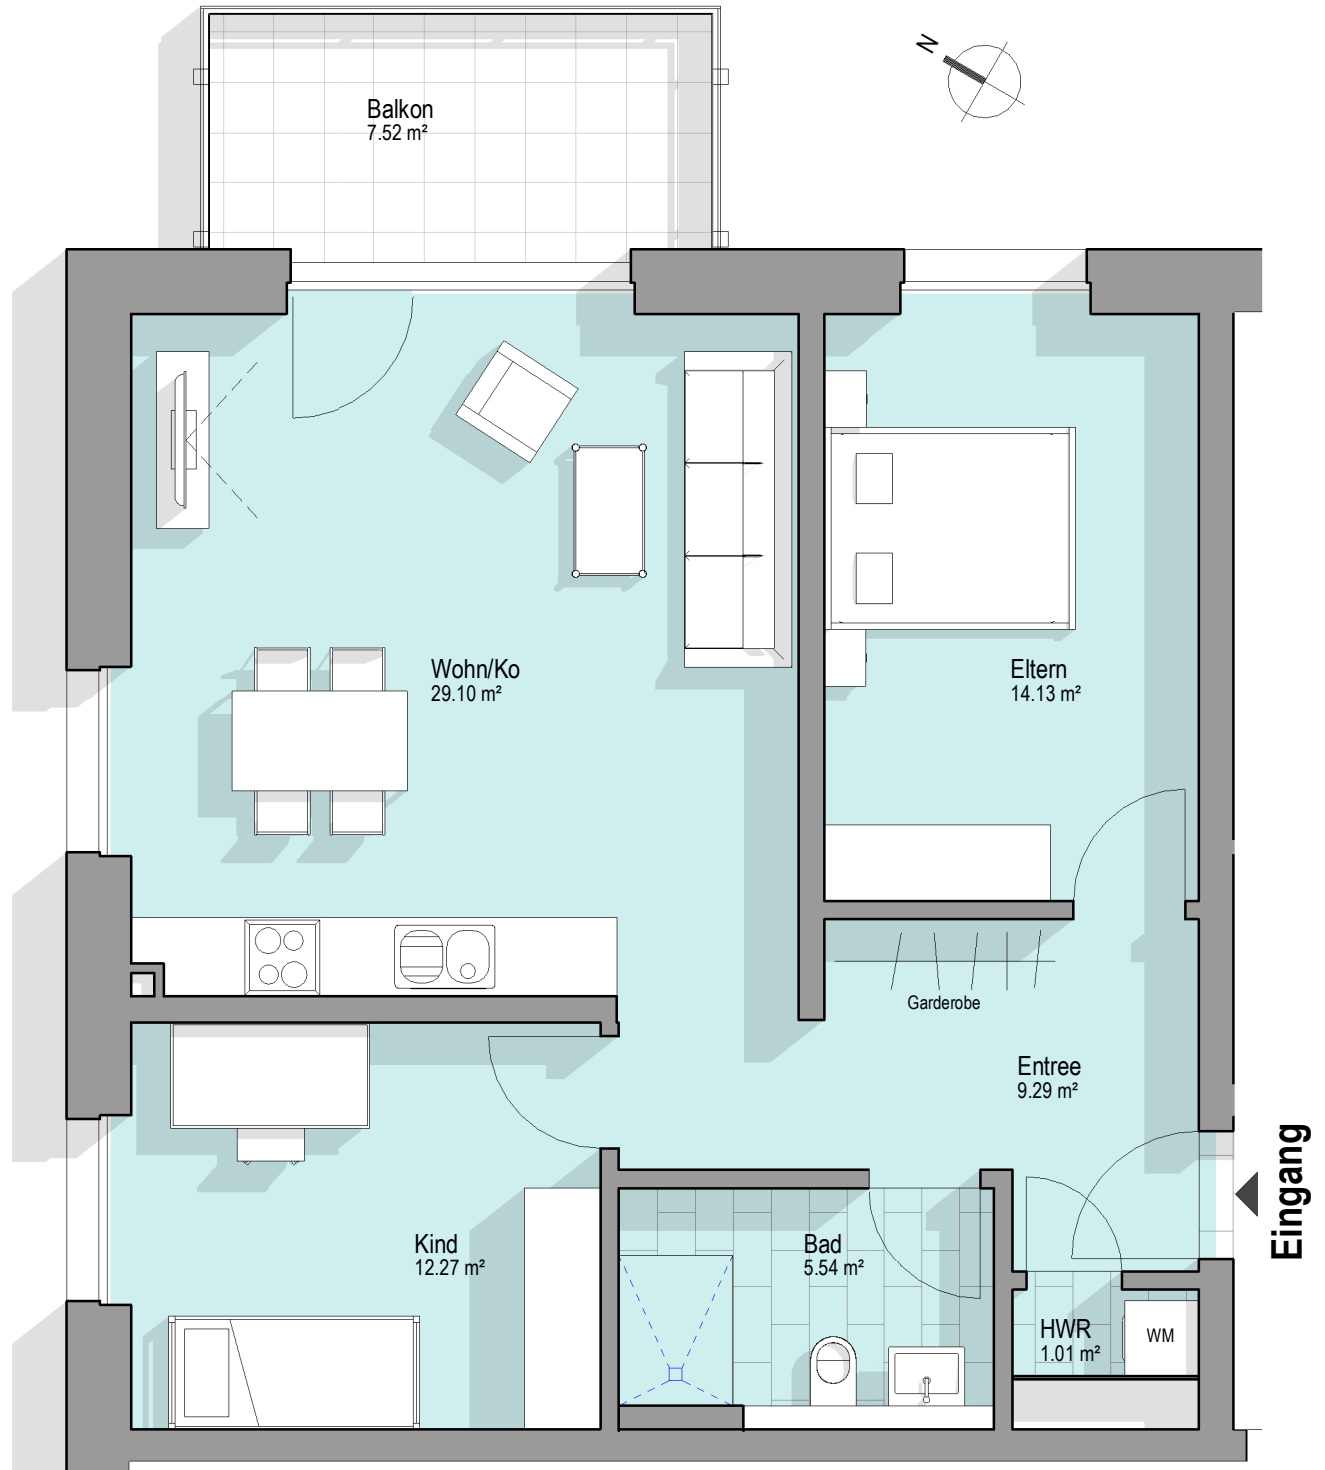 N
Balkon
7.52 m²
Wohn/Ko
29.10 m²
Eltern
14.13 m²
Garderobe
Entree
9.29 m²
Eingang
Kind
12.27 m²
Bad
5.54 m²
HWR
1.01 m²
WM